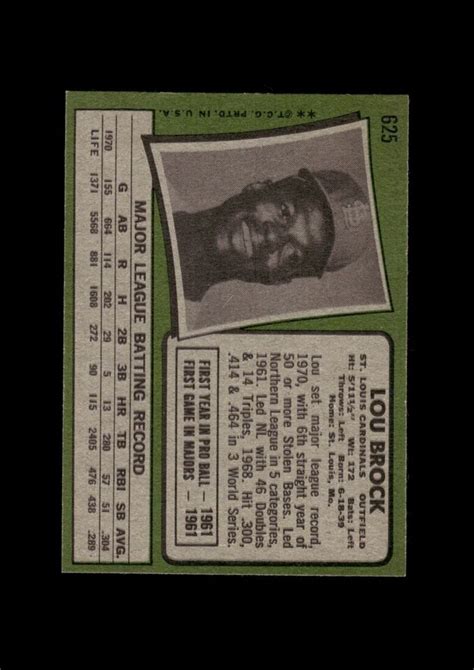 625
**©T.C.G. PRTD. IN U.S.A.
LOU BROCK
ST. LOUIS CARDINALS OUTFIELD
Ht: 5'11½" Wt: 172 Bats: Left
Throws: Left Born: 6-18-39
Home: St. Louis, Mo.
Lou set major league record,
1970, with 6th straight year of
50 or more Stolen Bases. Led
Northern League in 5 categories,
1961. Led NL with 46 Doubles
& 14 Triples, 1968. Hit .300,
.414 & .464 in 3 World Series.
FIRST YEAR IN PRO BALL — 1961
FIRST GAME IN MAJORS — 1961
MAJOR LEAGUE BATTING RECORD
G AB R H 2B 3B HR TB RBI SB AVG.
1970 155 664 114 202 29 5 13 280 57 51 .304
LIFE 1371 5568 881 1608 272 90 115 2405 476 438 .289